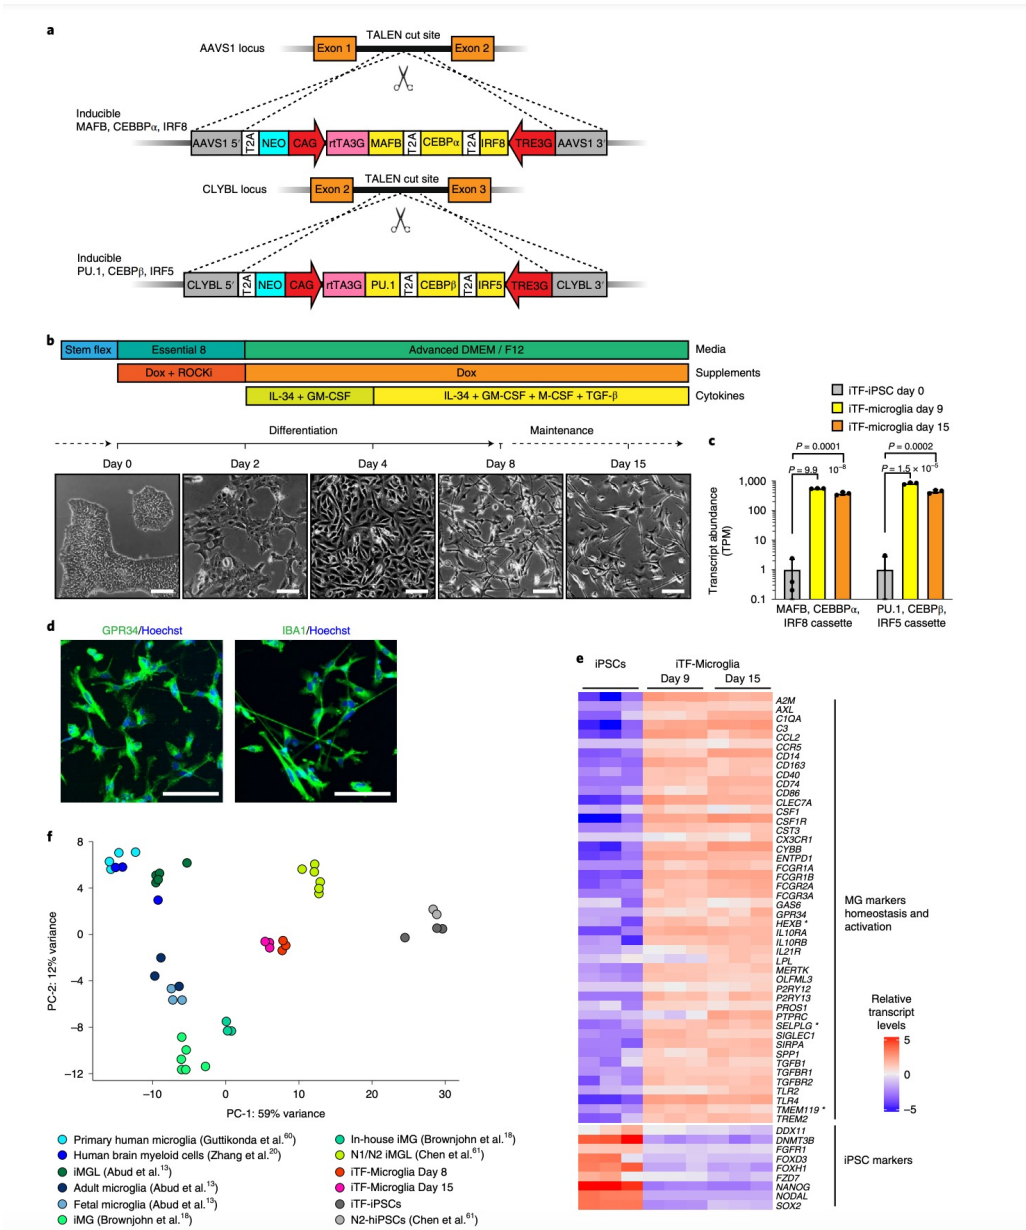 a
AAVS1 locus
Exon 1
TALEN cut site
Exon 2
Inducible
MAFB, CEBBPα, IRF8
AAVS1 5′
T2A
NEO
CAG
rtTA3G
MAFB
T2A
CEBPα
T2A
IRF8
TRE3G
AAVS1 3′
CLYBL locus
Exon 2
TALEN cut site
Exon 3
Inducible
PU.1, CEBPβ, IRF5
CLYBL 5′
T2A
NEO
CAG
rtTA3G
PU.1
T2A
CEBPβ
T2A
IRF5
TRE3G
CLYBL 3′
b
Stem flex
Essential 8
Advanced DMEM / F12
Media
Dox + ROCKi
Dox
Supplements
IL-34 + GM-CSF
IL-34 + GM-CSF + M-CSF + TGF-β
Cytokines
Differentiation
Maintenance
Day 0
Day 2
Day 4
Day 8
Day 15
iTF-iPSC day 0
iTF-microglia day 9
iTF-microglia day 15
c
P = 0.0001
P = 9.9 10⁻⁸
P = 0.0002
P = 1.5 × 10⁻⁵
Transcript abundance
(TPM)
1,000
100
10
1
0.1
MAFB, CEBBPα,
IRF8 cassette
PU.1, CEBPβ,
IRF5 cassette
d
GPR34/Hoechst
IBA1/Hoechst
e
iPSCs
iTF-Microglia
Day 9
Day 15
A2M
AXL
C1QA
C3
CCL2
CCR5
CD14
CD163
CD40
CD74
CD86
CLEC7A
CSF1
CSF1R
CST3
CX3CR1
CYBB
ENTPD1
FCGR1A
FCGR1B
FCGR2A
FCGR3A
GAS6
GPR34
HEXB *
IL10RA
IL10RB
IL21R
LPL
MERTK
OLFML3
P2RY12
P2RY13
PROS1
PTPRC
SELPLG *
SIGLEC1
SIRPA
SPP1
TGFB1
TGFBR1
TGFBR2
TLR2
TLR4
TMEM119 *
TREM2
DDX11
DNMT3B
FGFR1
FOXD3
FOXH1
FZD7
NANOG
NODAL
SOX2
MG markers
homeostasis and
activation
Relative
transcript
levels
5
0
−5
iPSC markers
f
PC-2: 12% variance
8
4
0
−4
−8
−12
−10
0
10
20
30
PC-1: 59% variance
Primary human microglia (Guttikonda et al.⁶⁰)
Human brain myeloid cells (Zhang et al.²⁰)
iMGL (Abud et al.¹³)
Adult microglia (Abud et al.¹³)
Fetal microglia (Abud et al.¹³)
iMG (Brownjohn et al.¹⁸)
In-house iMG (Brownjohn et al.¹⁸)
N1/N2 iMGL (Chen et al.⁶¹)
iTF-Microglia Day 8
iTF-Microglia Day 15
iTF-iPSCs
N2-hiPSCs (Chen et al.⁶¹)